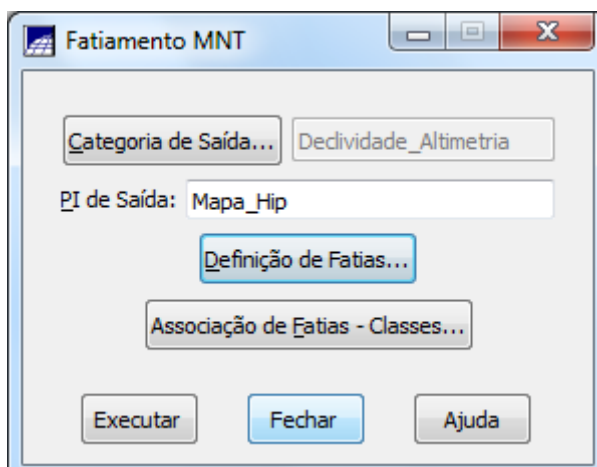 Fatiamento MNT
Categoria de Saída... Declividade_Altimetria
PI de Saída: Mapa_Hip
Definição de Fatias...
Associação de Fatias - Classes...
Executar Fechar Ajuda